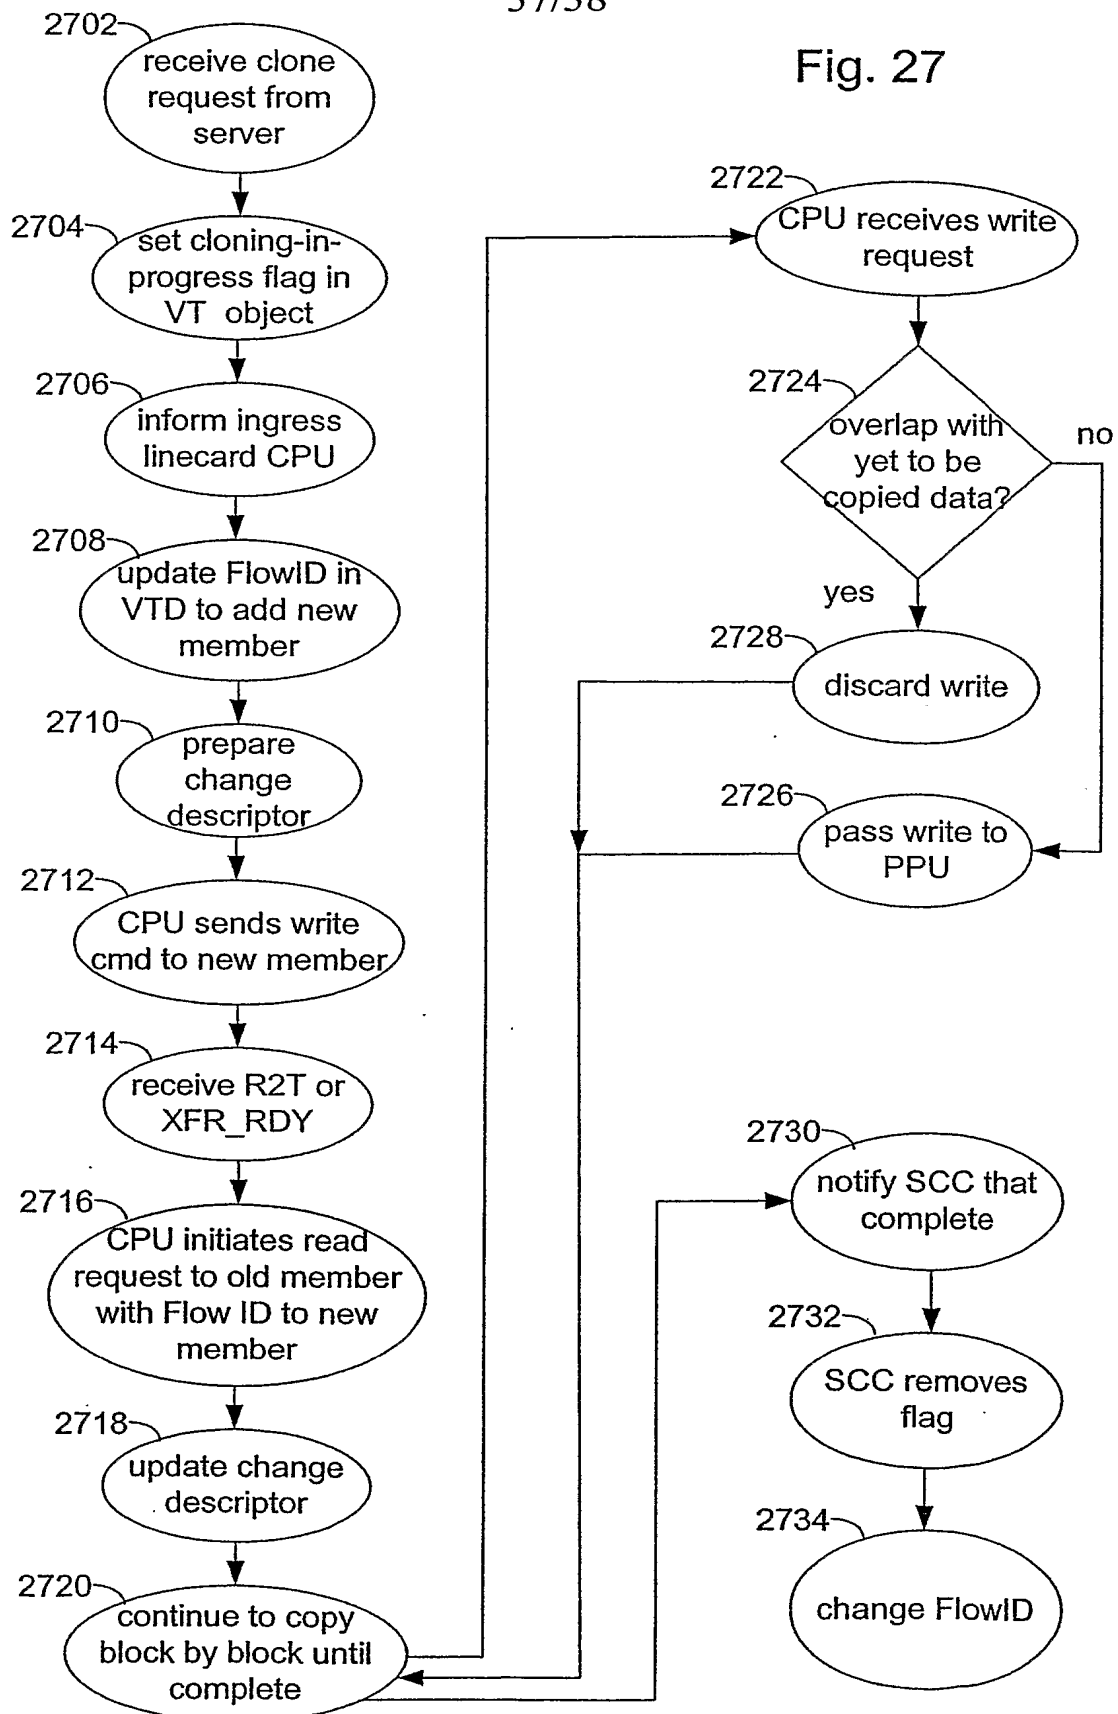 37/38
Fig. 27
2702
receive clone
request from
server
2704
set cloning-in-
progress flag in
VT object
2706
inform ingress
linecard CPU
2708
update FlowID in
VTD to add new
member
2710
prepare
change
descriptor
2712
CPU sends write
cmd to new member
2714
receive R2T or
XFR_RDY
2716
CPU initiates read
request to old member
with Flow ID to new
member
2718
update change
descriptor
2720
continue to copy
block by block until
complete
2722
CPU receives write
request
2724
overlap with
yet to be
copied data?
no
yes
2728
discard write
2726
pass write to
PPU
2730
notify SCC that
complete
2732
SCC removes
flag
2734
change FlowID